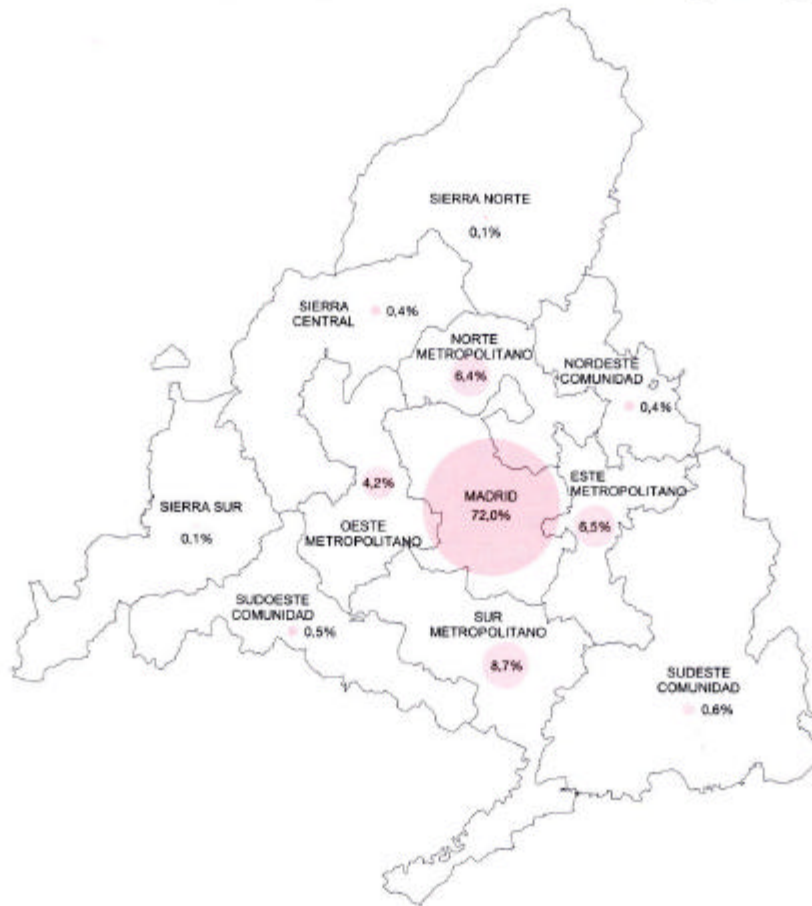 SIERRA NORTE
0,1%
SIERRA
CENTRAL
0,4%
NORTE
METROPOLITANO
6,4%
NORDESTE
COMUNIDAD
0,4%
4,2%
OESTE
METROPOLITANO
MADRID
72,0%
ESTE
METROPOLITANO
6,5%
SIERRA SUR
0,1%
SUDOESTE
COMUNIDAD
0,5%
SUR
METROPOLITANO
8,7%
SUDESTE
COMUNIDAD
0,6%